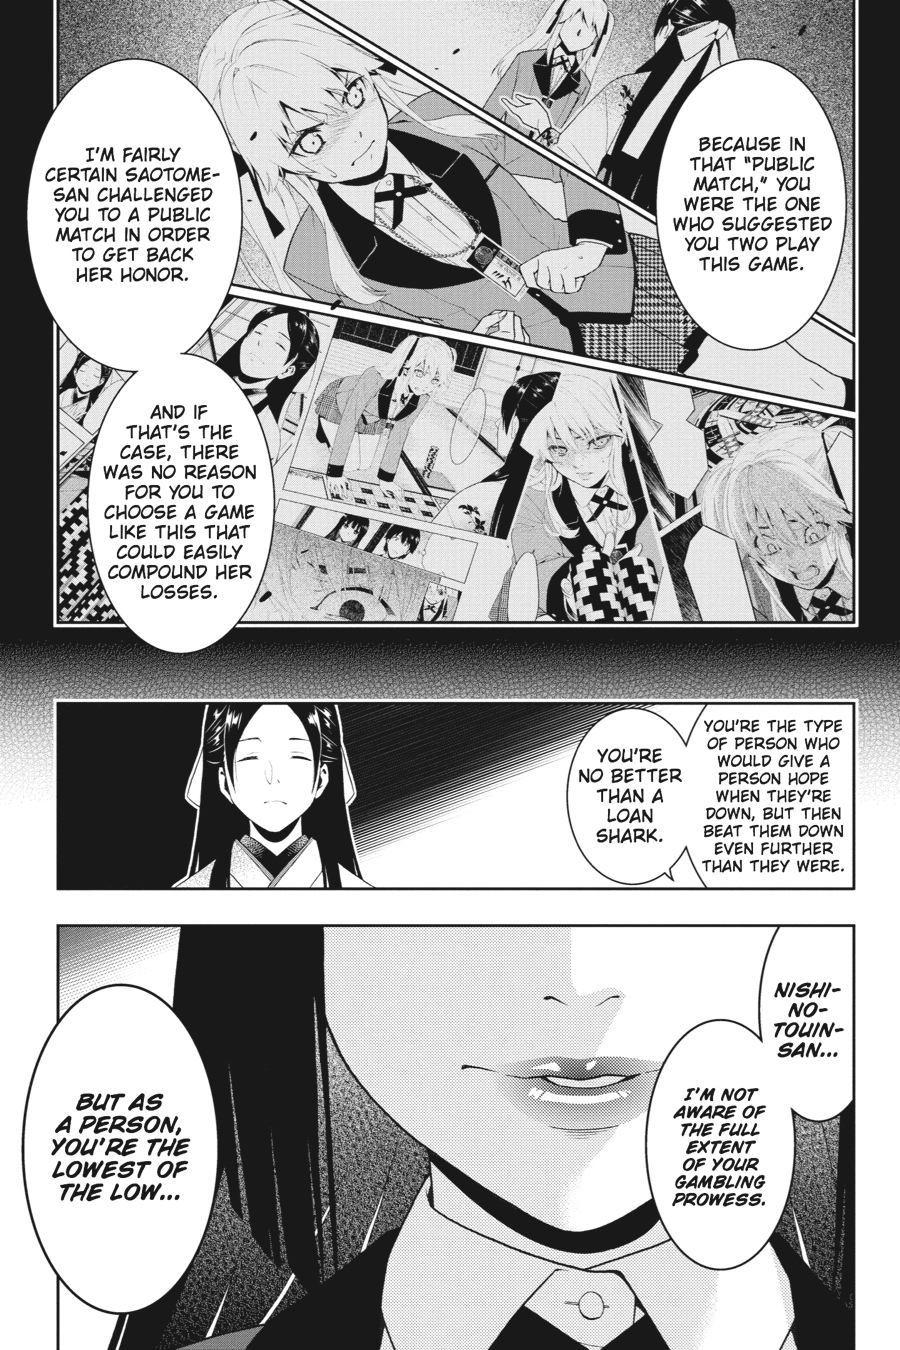 BECAUSE IN
THAT "PUBLIC
MATCH," YOU
WERE THE ONE
WHO SUGGESTED
YOU TWO PLAY
THIS GAME.
I'M FAIRLY
CERTAIN SAOTOME-
SAN CHALLENGED
YOU TO A PUBLIC
MATCH IN ORDER
TO GET BACK
HER HONOR.
AND IF
THAT'S THE
CASE, THERE
WAS NO REASON
FOR YOU TO
CHOOSE A GAME
LIKE THIS THAT
COULD EASILY
COMPOUND HER
LOSSES.
YOU'RE THE TYPE
OF PERSON WHO
WOULD GIVE A
PERSON HOPE
WHEN THEY'RE
DOWN, BUT THEN
BEAT THEM DOWN
EVEN FURTHER
THAN THEY WERE.
YOU'RE
NO BETTER
THAN A
LOAN
SHARK.
NISHI-
NO-
TOUIN-
SAN...
I'M NOT
AWARE OF
THE FULL
EXTENT
OF YOUR
GAMBLING
PROWESS.
BUT AS
A PERSON,
YOU'RE THE
LOWEST OF
THE LOW...